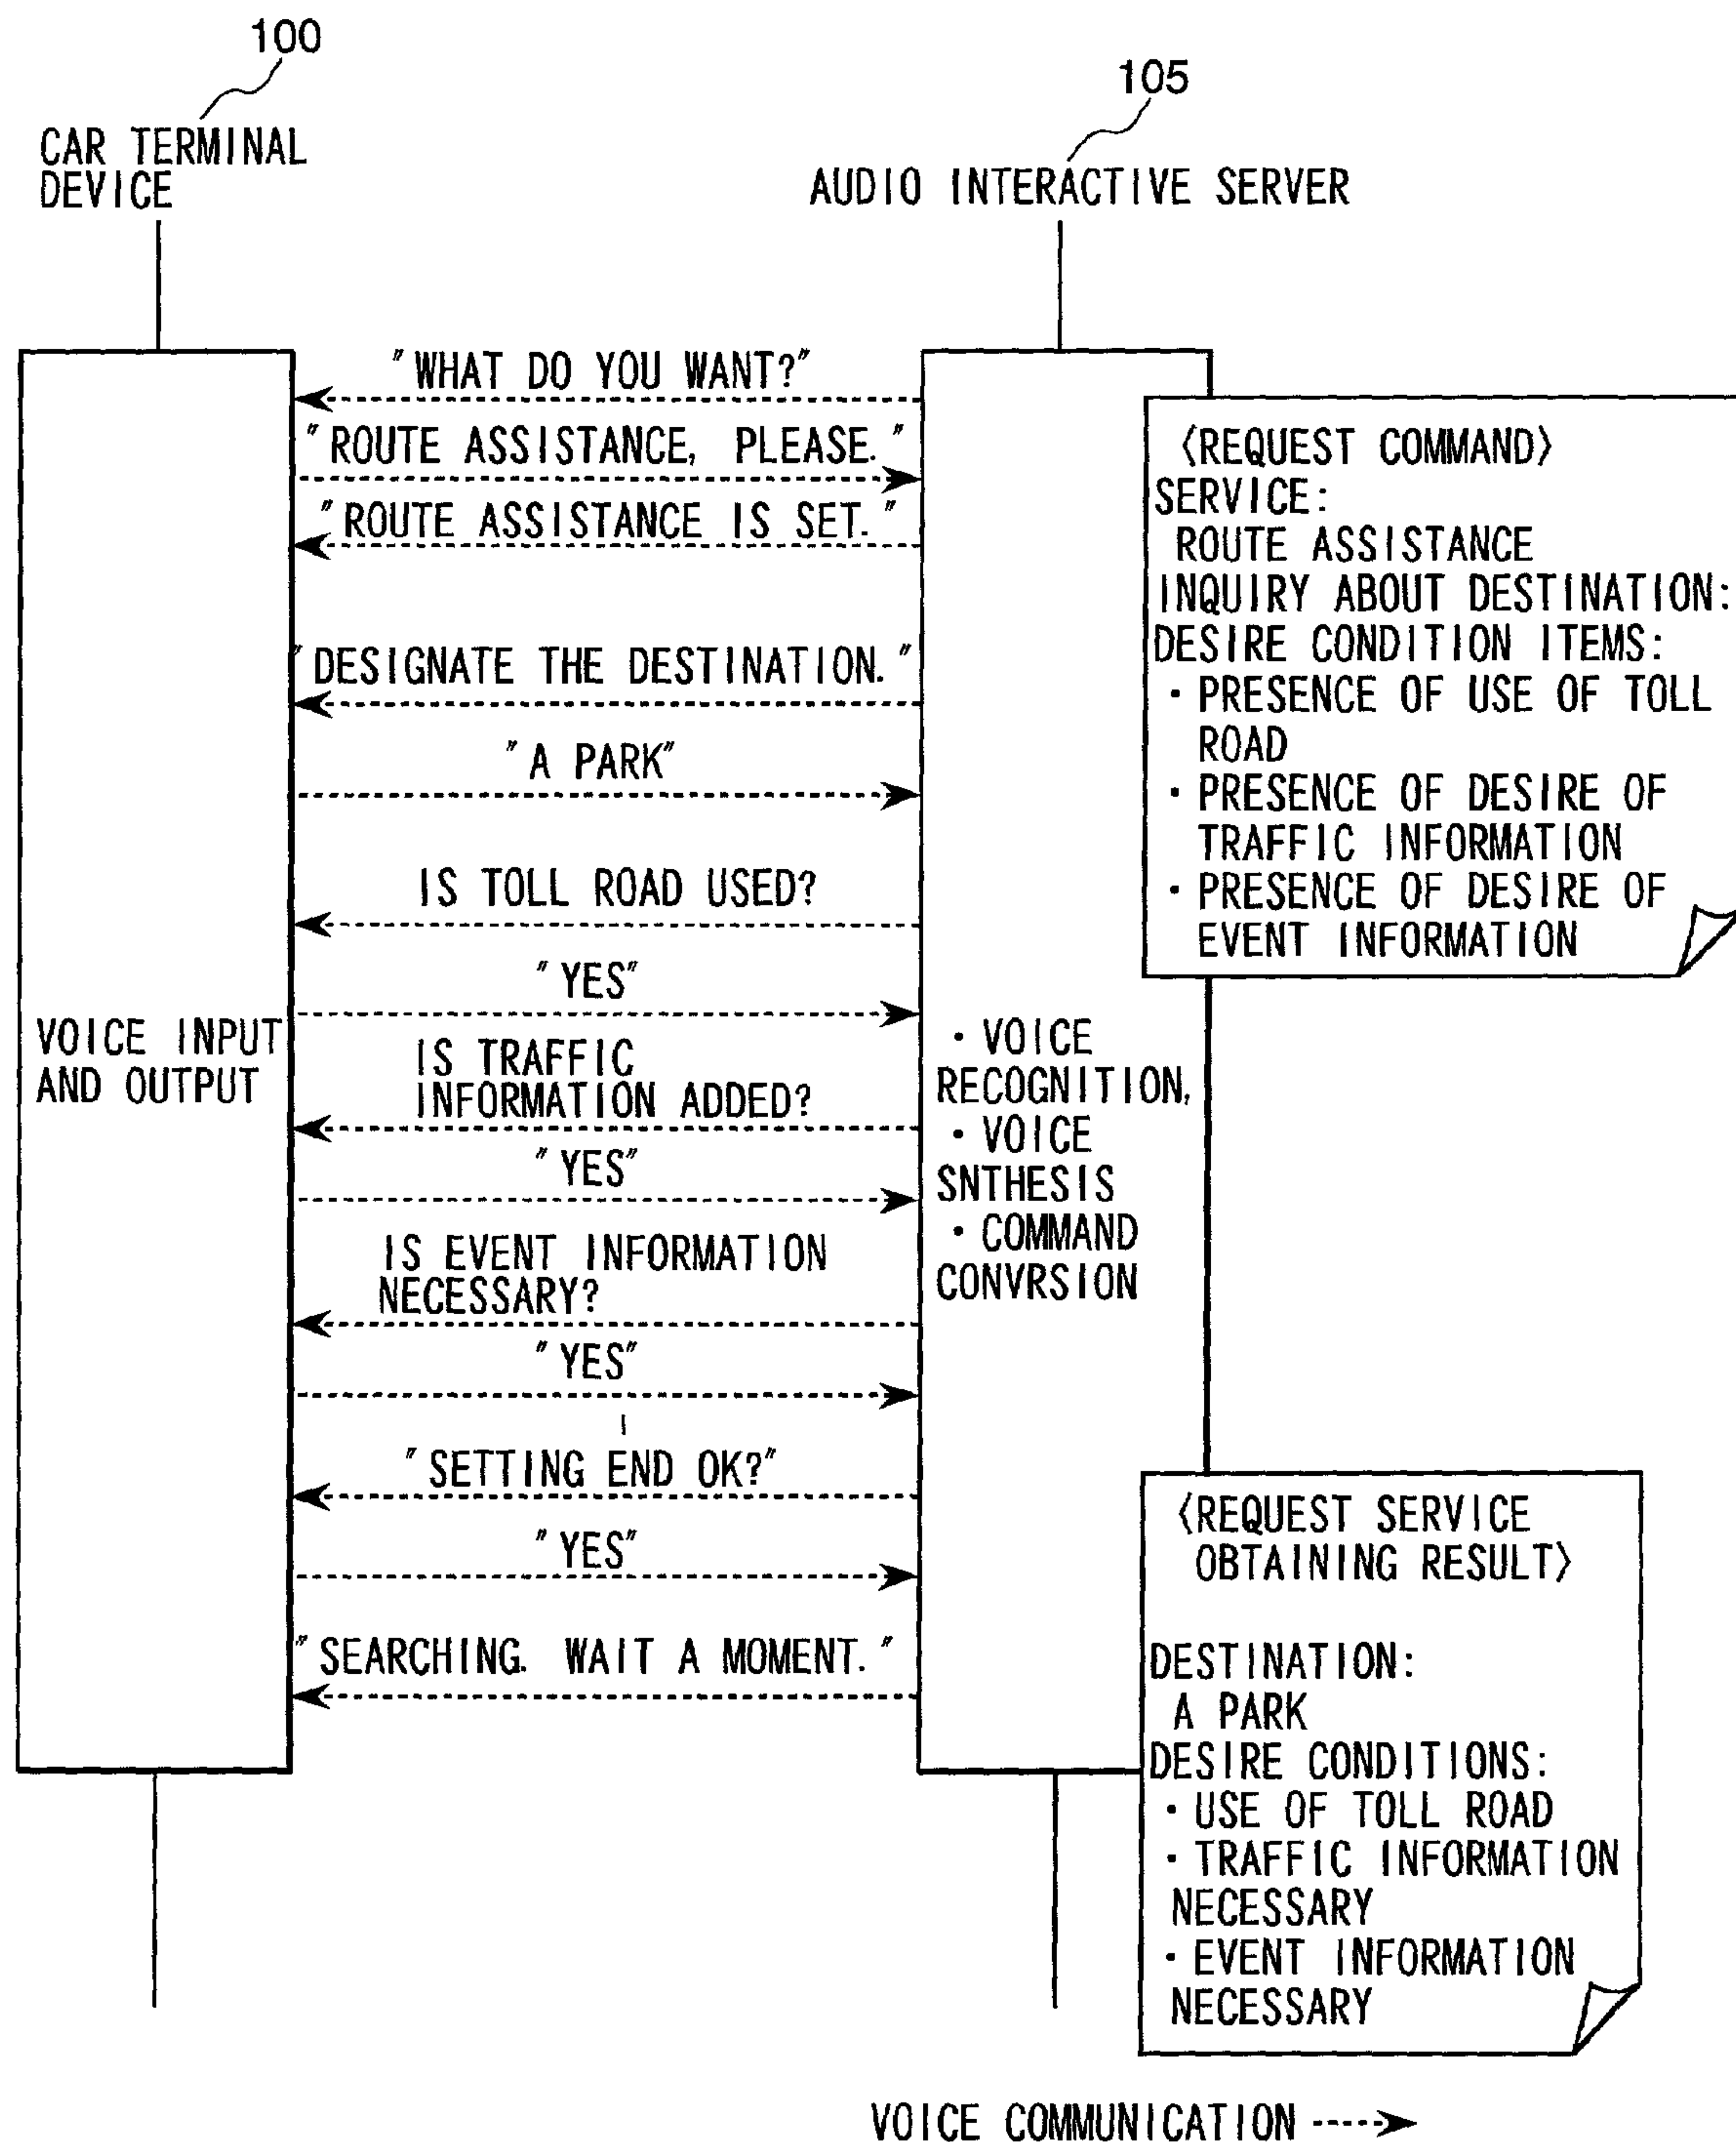 100
CAR TERMINAL
DEVICE
105
AUDIO INTERACTIVE SERVER
"WHAT DO YOU WANT?"
"ROUTE ASSISTANCE, PLEASE."
"ROUTE ASSISTANCE IS SET."
"DESIGNATE THE DESTINATION."
"A PARK"
IS TOLL ROAD USED?
"YES"
IS TRAFFIC
INFORMATION ADDED?
"YES"
IS EVENT INFORMATION
NECESSARY?
"YES"
"SETTING END OK?"
"YES"
"SEARCHING. WAIT A MOMENT."
VOICE INPUT
AND OUTPUT
・VOICE
RECOGNITION,
・VOICE
SNTHESIS
・COMMAND
CONVRSION
〈REQUEST COMMAND〉
SERVICE:
ROUTE ASSISTANCE
INQUIRY ABOUT DESTINATION:
DESIRE CONDITION ITEMS:
・PRESENCE OF USE OF TOLL
ROAD
・PRESENCE OF DESIRE OF
TRAFFIC INFORMATION
・PRESENCE OF DESIRE OF
EVENT INFORMATION
〈REQUEST SERVICE
OBTAINING RESULT〉
DESTINATION:
A PARK
DESIRE CONDITIONS:
・USE OF TOLL ROAD
・TRAFFIC INFORMATION
NECESSARY
・EVENT INFORMATION
NECESSARY
VOICE COMMUNICATION